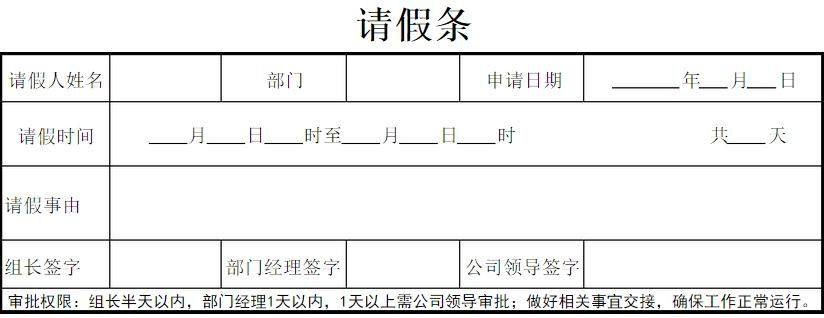 请假条
请假人姓名 部门 申请日期 ______年___月___日
请假时间 ____月____日____时至____月____日____时 共____天
请假事由
组长签字 部门经理签字 公司领导签字
审批权限：组长半天以内，部门经理1天以内，1天以上需公司领导审批；做好相关事宜交接，确保工作正常运行。